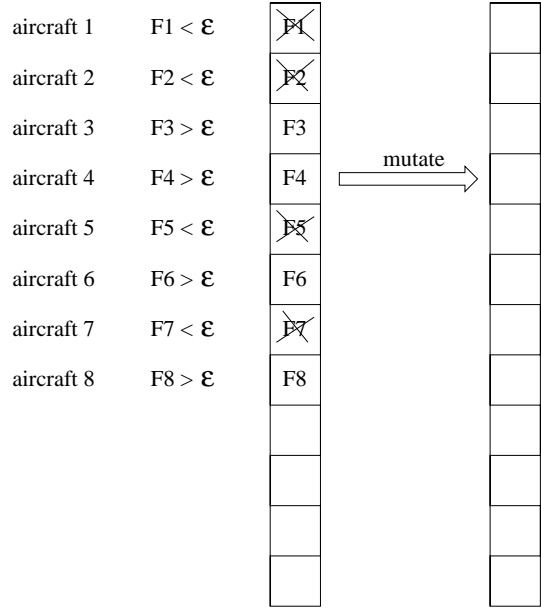 aircraft 1 F1 < ε F1
aircraft 2 F2 < ε F2
aircraft 3 F3 > ε F3
mutate
aircraft 4 F4 > ε F4
aircraft 5 F5 < ε F5
aircraft 6 F6 > ε F6
aircraft 7 F7 < ε F7
aircraft 8 F8 > ε F8